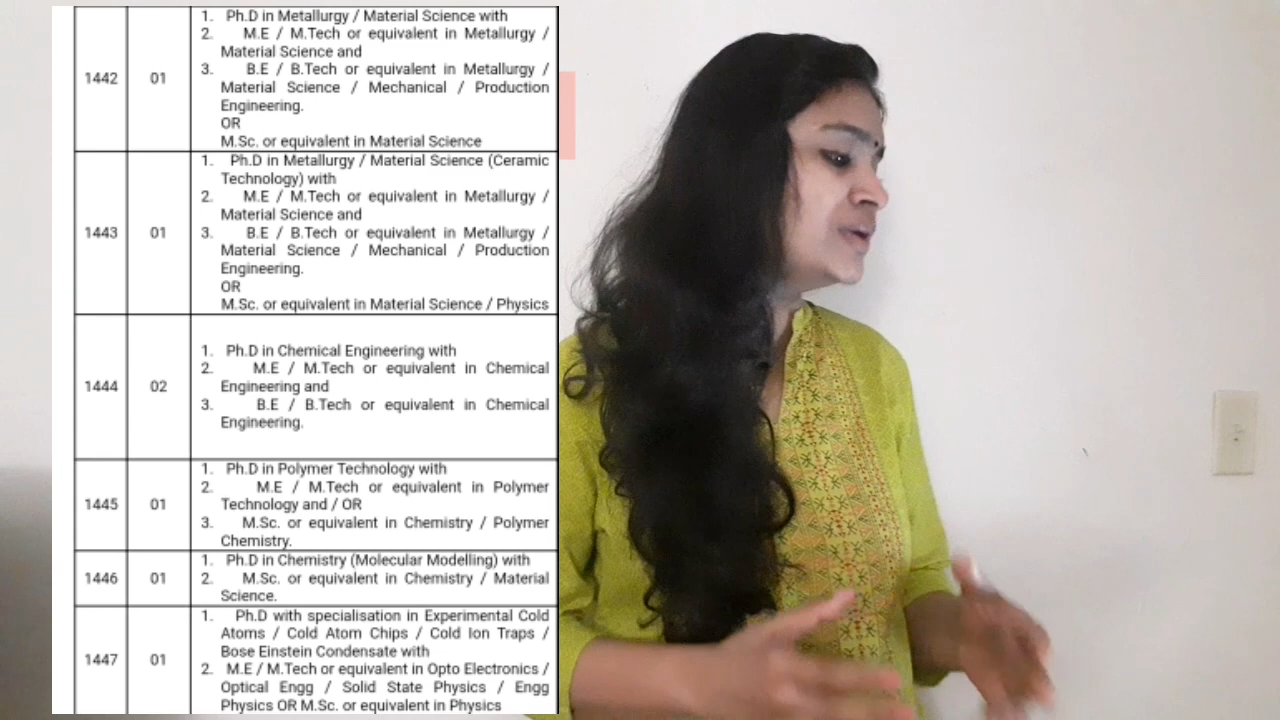 1. Ph.D in Metallurgy / Material Science with
2. M.E / M.Tech or equivalent in Metallurgy /
Material Science and
1442 01 3. B.E / B.Tech or equivalent in Metallurgy /
Material Science / Mechanical / Production
Engineering.
OR
M.Sc. or equivalent in Material Science
1. Ph.D in Metallurgy / Material Science (Ceramic
Technology) with
2. M.E / M.Tech or equivalent in Metallurgy /
Material Science and
1443 01 3. B.E / B.Tech or equivalent in Metallurgy /
Material Science / Mechanical / Production
Engineering.
OR
M.Sc. or equivalent in Material Science / Physics
1. Ph.D in Chemical Engineering with
2. M.E / M.Tech or equivalent in Chemical
1444 02 Engineering and
3. B.E / B.Tech or equivalent in Chemical
Engineering.
1. Ph.D in Polymer Technology with
2. M.E / M.Tech or equivalent in Polymer
1445 01 Technology and / OR
3. M.Sc. or equivalent in Chemistry / Polymer
Chemistry.
1. Ph.D in Chemistry (Molecular Modelling) with
1446 01 2. M.Sc. or equivalent in Chemistry / Material
Science.
1. Ph.D with specialisation in Experimental Cold
Atoms / Cold Atom Chips / Cold Ion Traps /
Bose Einstein Condensate with
1447 01 2. M.E / M.Tech or equivalent in Opto Electronics /
Optical Engg / Solid State Physics / Engg
Physics OR M.Sc. or equivalent in Physics